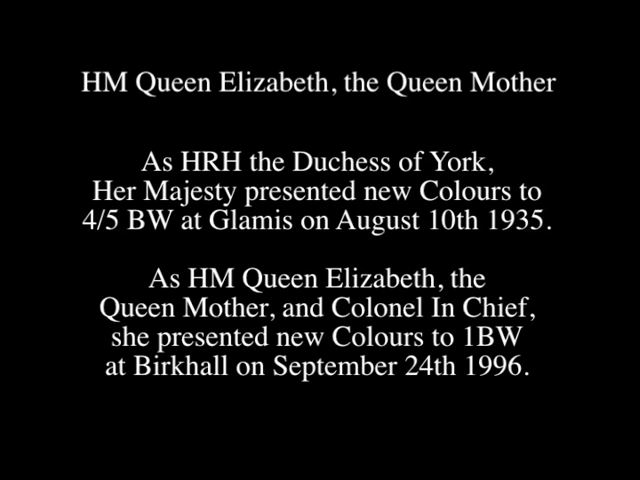 HM Queen Elizabeth, the Queen Mother
As HRH the Duchess of York,
Her Majesty presented new Colours to
4/5 BW at Glamis on August 10th 1935.
As HM Queen Elizabeth, the
Queen Mother, and Colonel In Chief,
she presented new Colours to 1BW
at Birkhall on September 24th 1996.